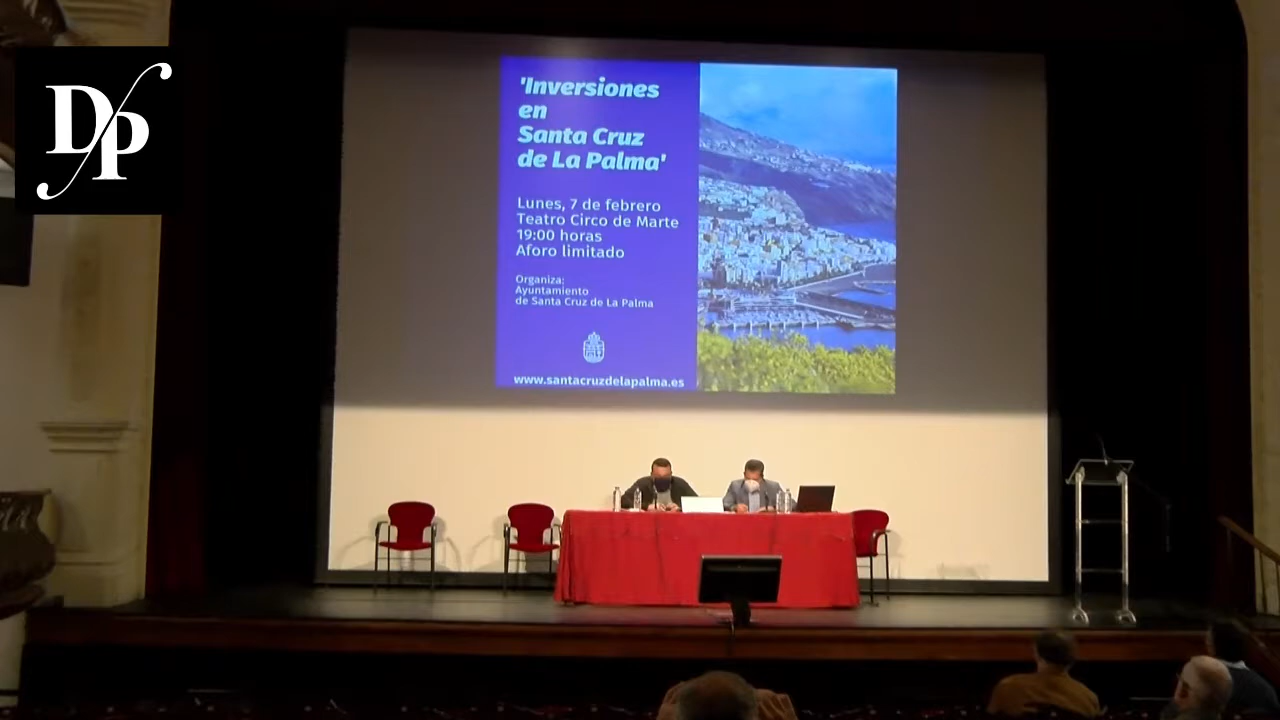 DP
'Inversiones
en
Santa Cruz
de La Palma'
Lunes, 7 de febrero
Teatro Circo de Marte
19:00 horas
Aforo limitado
Organiza:
Ayuntamiento
de Santa Cruz de La Palma
www.santacruzdelapalma.es